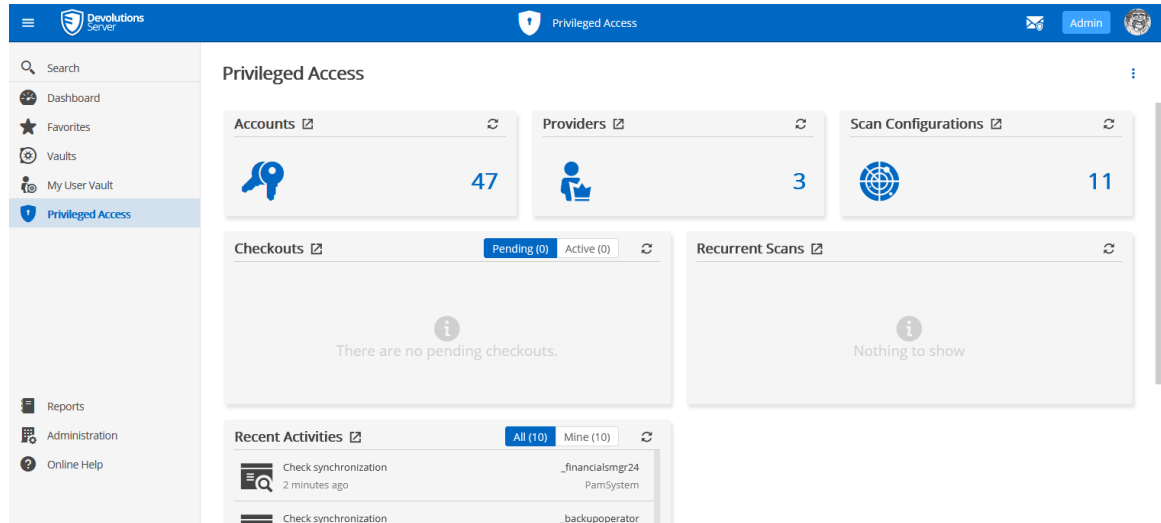 Devolutions
Server
Privileged Access
Admin
Search
Dashboard
Favorites
Vaults
My User Vault
Privileged Access
Reports
Administration
Online Help
Privileged Access
Accounts
47
Providers
3
Scan Configurations
11
Checkouts
Pending (0)
Active (0)
There are no pending checkouts.
Recurrent Scans
Nothing to show
Recent Activities
All (10)
Mine (10)
Check synchronization
_financialsmgr24
2 minutes ago
PamSystem
Check synchronization
_backupoperator